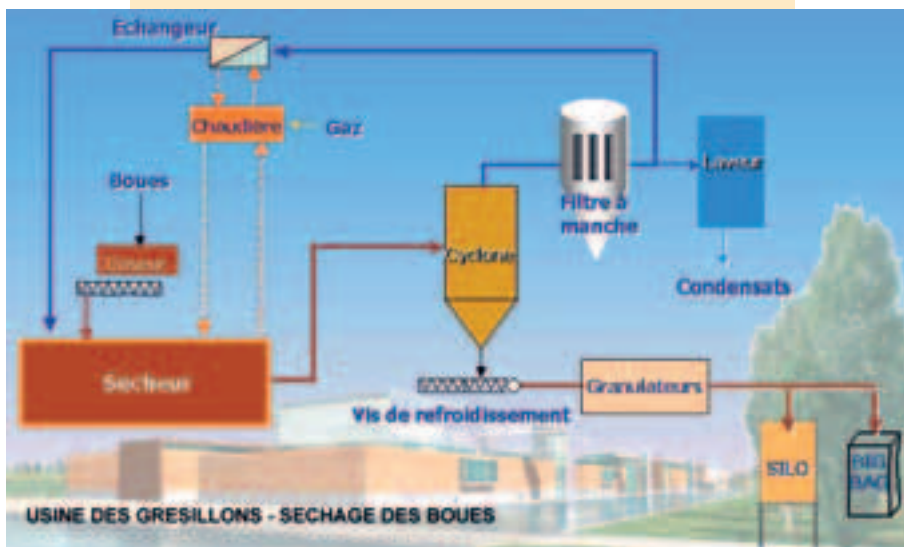 Echangeur
Chaudière
Gaz
Boues
Doseur
Filtre à
manche
Laveur
Cyclone
Condensats
Sécheur
Granulateurs
Vis de refroidissement
SILO
BIG
BAG
USINE DES GRESILLONS - SECHAGE DES BOUES